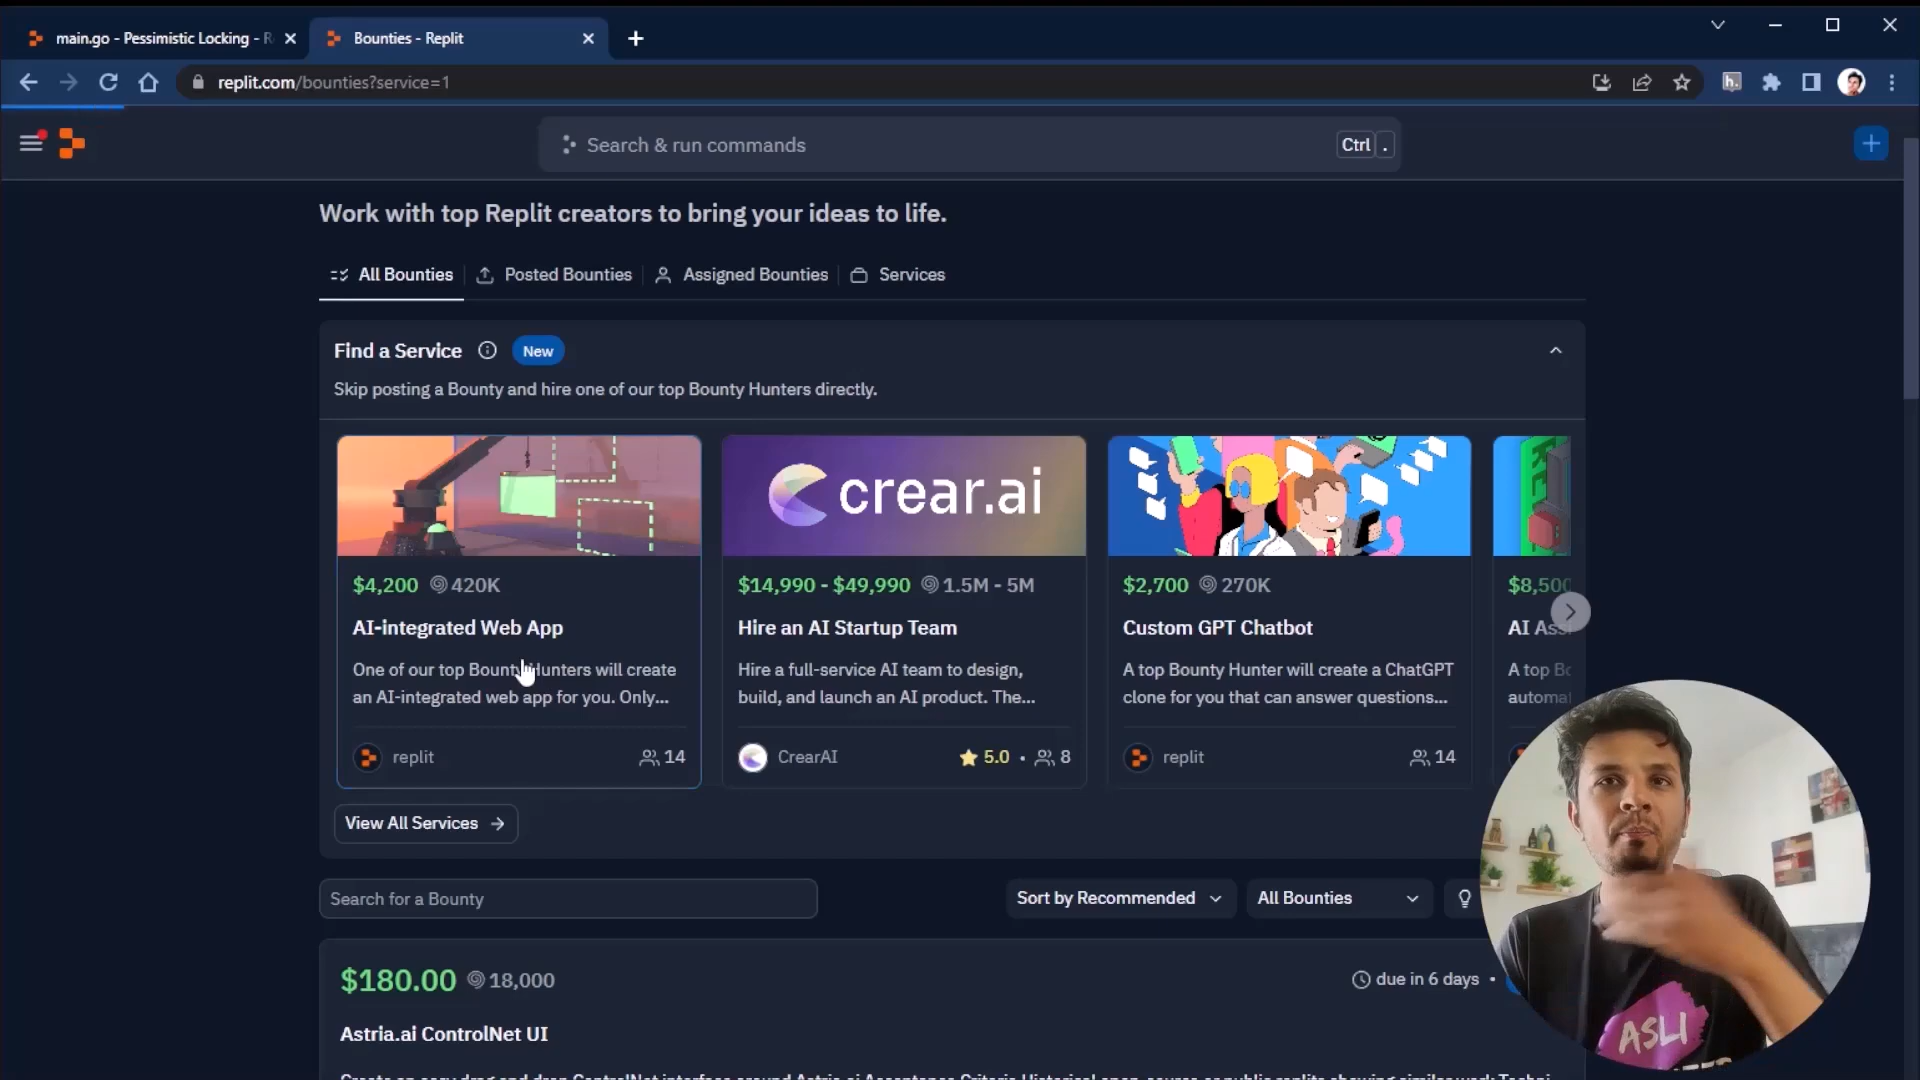 main.go - Pessimistic Locking - R
Bounties - Replit
replit.com/bounties?service=1
Search & run commands
Ctrl .
Work with top Replit creators to bring your ideas to life.
All Bounties
Posted Bounties
Assigned Bounties
Services
Find a Service
New
Skip posting a Bounty and hire one of our top Bounty Hunters directly.
crear.ai
$4,200 420K
$14,990 - $49,990 1.5M - 5M
$2,700 270K
$8,500
AI-integrated Web App
Hire an AI Startup Team
Custom GPT Chatbot
AI Ass
One of our top Bounty Hunters will create
an AI-integrated web app for you. Only...
Hire a full-service AI team to design,
build, and launch an AI product. The...
A top Bounty Hunter will create a ChatGPT
clone for you that can answer questions...
A top Bo
automat
replit 14
CrearAI 5.0 • 8
replit 14
View All Services
Search for a Bounty
Sort by Recommended
All Bounties
$180.00 18,000
due in 6 days •
Astria.ai ControlNet UI
ASLI